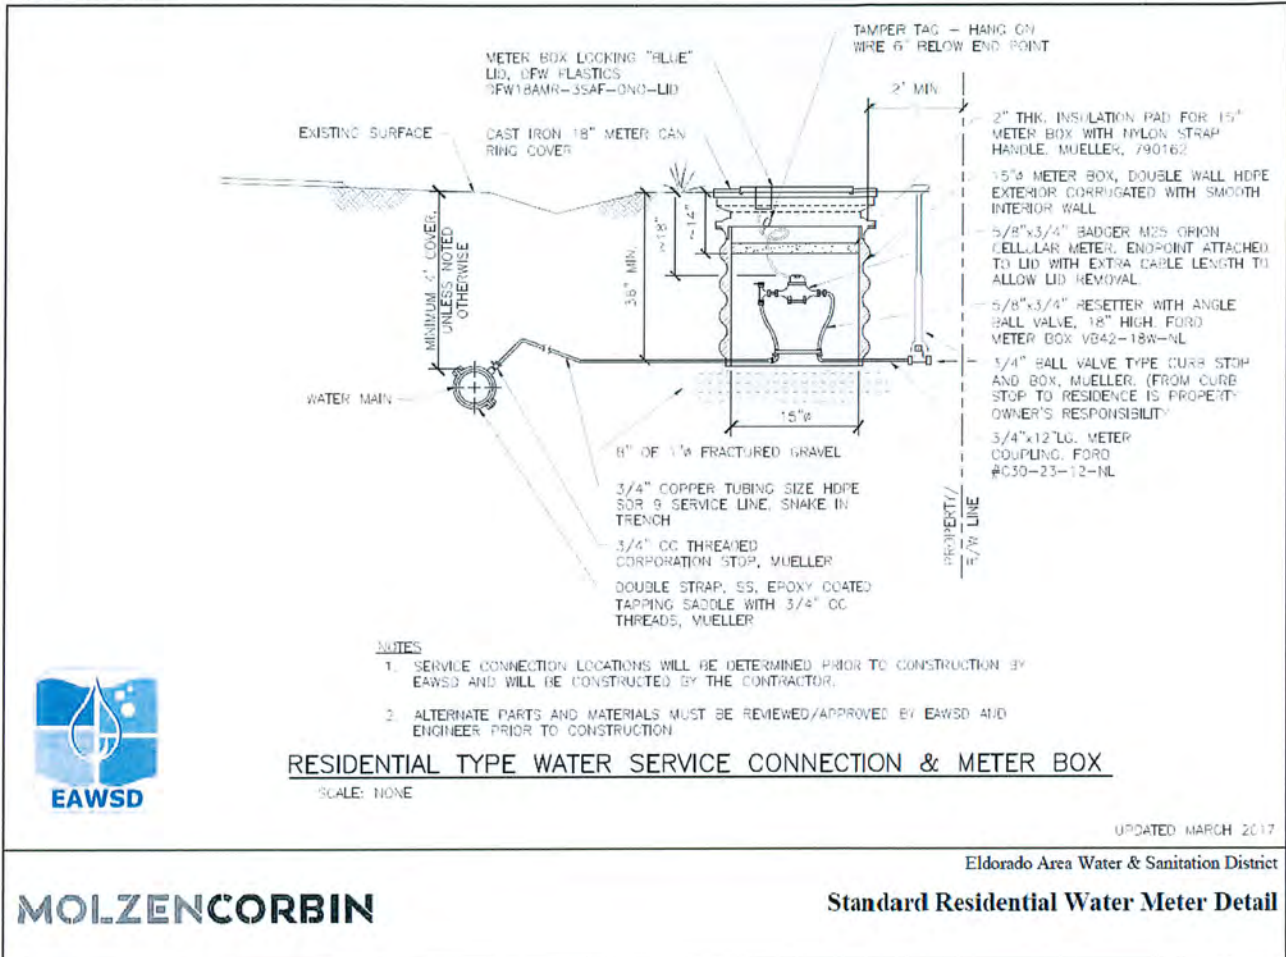 TAMPER TAG – HANG ON
WIRE 6" BELOW END POINT
METER BOX LOCKING "BLUE"
LID, DFW PLASTICS
DFW18AMR-3SAF-0N0-LID
2' MIN
EXISTING SURFACE
CAST IRON 18" METER CAN
RING COVER
2" THK. INSULATION PAD FOR 15"
METER BOX WITH NYLON STRAP
HANDLE. MUELLER, 790162
15"ø METER BOX, DOUBLE WALL HDPE
EXTERIOR CORRUGATED WITH SMOOTH
INTERIOR WALL
5/8"x3/4" BADGER M25 ORION
CELLULAR METER. ENDPOINT ATTACHED
TO LID WITH EXTRA CABLE LENGTH TO
ALLOW LID REMOVAL
5/8"x3/4" RESETTER WITH ANGLE
BALL VALVE, 18" HIGH. FORD
METER BOX VB42-18W-NL
3/4" BALL VALVE TYPE CURB STOP
AND BOX, MUELLER. (FROM CURB
STOP TO RESIDENCE IS PROPERTY
OWNER'S RESPONSIBILITY
3/4"x12"LG. METER
COUPLING. FORD
#C30-23-12-NL
MINIMUM 4' COVER,
UNLESS NOTED
OTHERWISE
36" MIN.
~18"
~14"
WATER MAIN
15"ø
8" OF 1"ø FRACTURED GRAVEL
3/4" COPPER TUBING SIZE HDPE
SDR 9 SERVICE LINE, SNAKE IN
TRENCH
3/4" CC THREADED
CORPORATION STOP, MUELLER
DOUBLE STRAP, SS, EPOXY COATED
TAPPING SADDLE WITH 3/4" CC
THREADS, MUELLER
PROPERTY/
R/W LINE
NOTES
1. SERVICE CONNECTION LOCATIONS WILL BE DETERMINED PRIOR TO CONSTRUCTION BY
EAWSD AND WILL BE CONSTRUCTED BY THE CONTRACTOR.
2. ALTERNATE PARTS AND MATERIALS MUST BE REVIEWED/APPROVED BY EAWSD AND
ENGINEER PRIOR TO CONSTRUCTION
RESIDENTIAL TYPE WATER SERVICE CONNECTION & METER BOX
SCALE: NONE
EAWSD
UPDATED MARCH 2017
Eldorado Area Water & Sanitation District
MOLZENCORBIN
Standard Residential Water Meter Detail